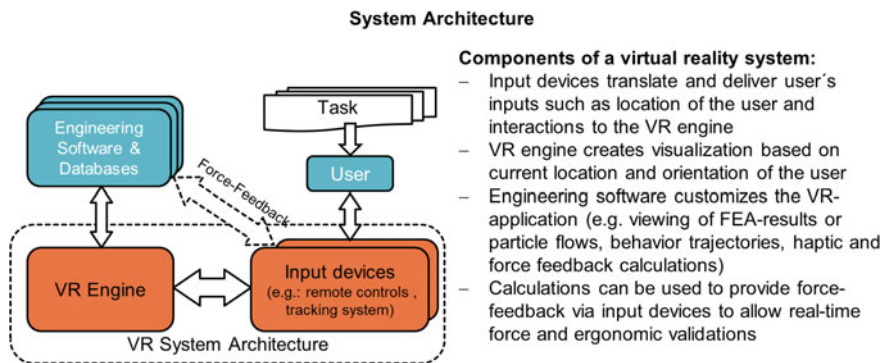 System Architecture
Engineering
Software &
Databases
Task
User
Force-Feedback
VR Engine
Input devices
(e.g.: remote controls ,
tracking system)
VR System Architecture
Components of a virtual reality system:
– Input devices translate and deliver user´s
inputs such as location of the user and
interactions to the VR engine
– VR engine creates visualization based on
current location and orientation of the user
– Engineering software customizes the VR-
application (e.g. viewing of FEA-results or
particle flows, behavior trajectories, haptic and
force feedback calculations)
– Calculations can be used to provide force-
feedback via input devices to allow real-time
force and ergonomic validations